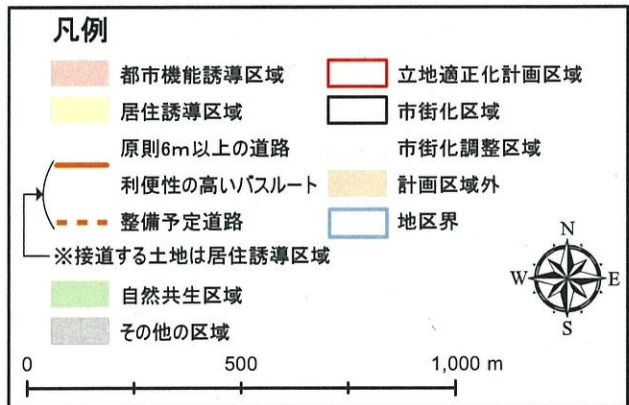 凡例
都市機能誘導区域
居住誘導区域
原則6m以上の道路
利便性の高いバスルート
整備予定道路
※接道する土地は居住誘導区域
自然共生区域
その他の区域
立地適正化計画区域
市街化区域
市街化調整区域
計画区域外
地区界
N
W E
S
0 500 1,000 m